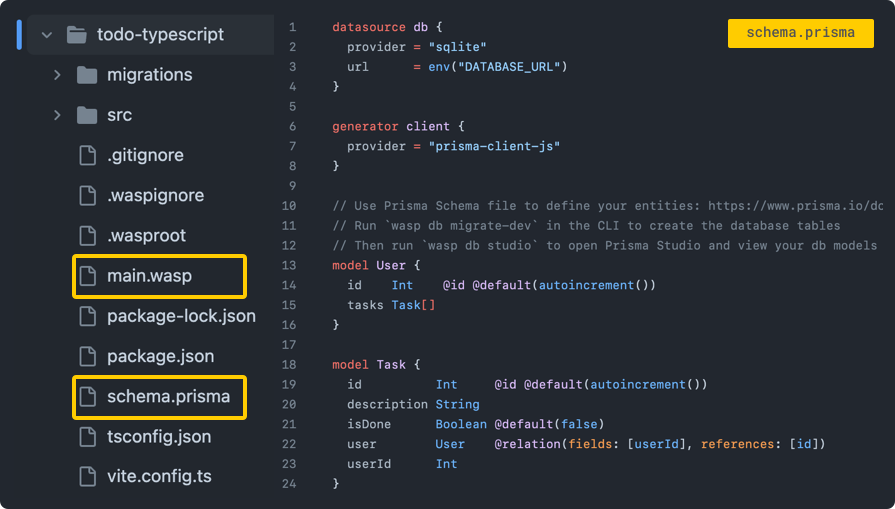 todo-typescript
migrations
src
.gitignore
.waspignore
.wasproot
main.wasp
package-lock.json
package.json
schema.prisma
tsconfig.json
vite.config.ts
schema.prisma
1 datasource db {
2   provider = "sqlite"
3   url      = env("DATABASE_URL")
4 }
5
6 generator client {
7   provider = "prisma-client-js"
8 }
9
10 // Use Prisma Schema file to define your entities: https://www.prisma.io/dc
11 // Run `wasp db migrate-dev` in the CLI to create the database tables
12 // Then run `wasp db studio` to open Prisma Studio and view your db models
13 model User {
14   id    Int    @id @default(autoincrement())
15   tasks Task[]
16 }
17
18 model Task {
19   id          Int     @id @default(autoincrement())
20   description String
21   isDone      Boolean @default(false)
22   user        User    @relation(fields: [userId], references: [id])
23   userId      Int
24 }